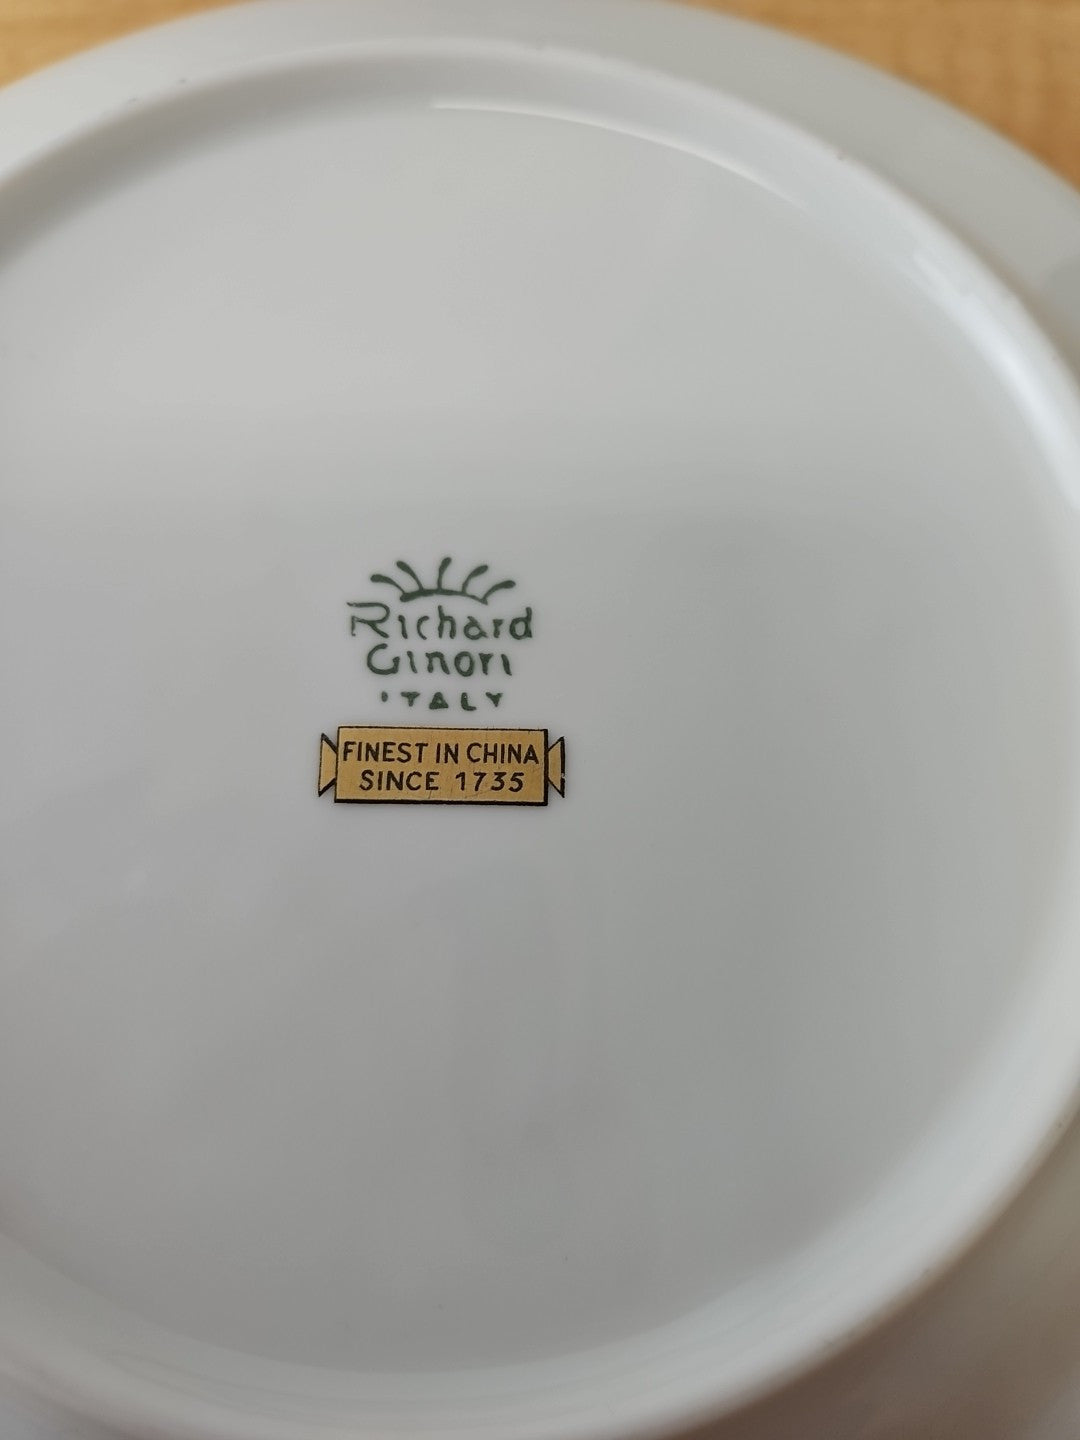 Richard
Ginori
ITALY
FINEST IN CHINA
SINCE 1735